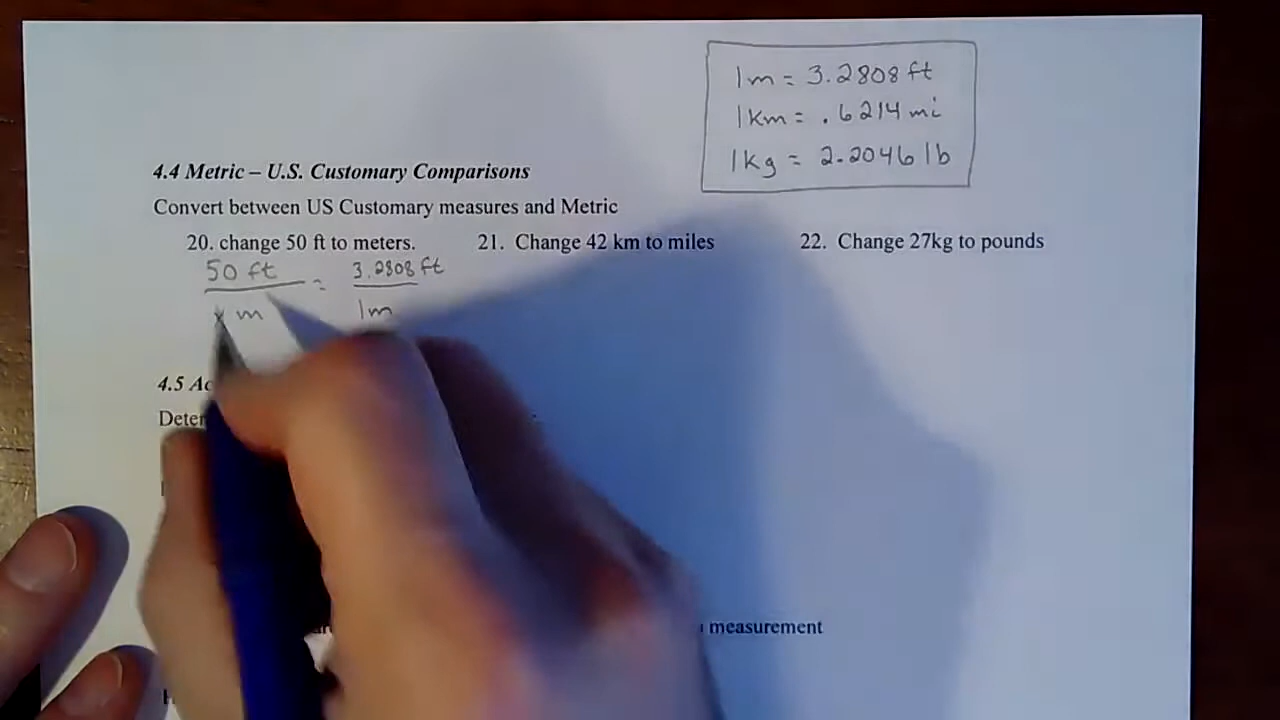 1m = 3.2808 ft
1km = .6214 mi
1kg = 2.2046 lb
4.4 Metric – U.S. Customary Comparisons
Convert between US Customary measures and Metric
20. change 50 ft to meters. 21. Change 42 km to miles 22. Change 27kg to pounds
50 ft = 3.2808 ft
x m 1m
4.5
measurement